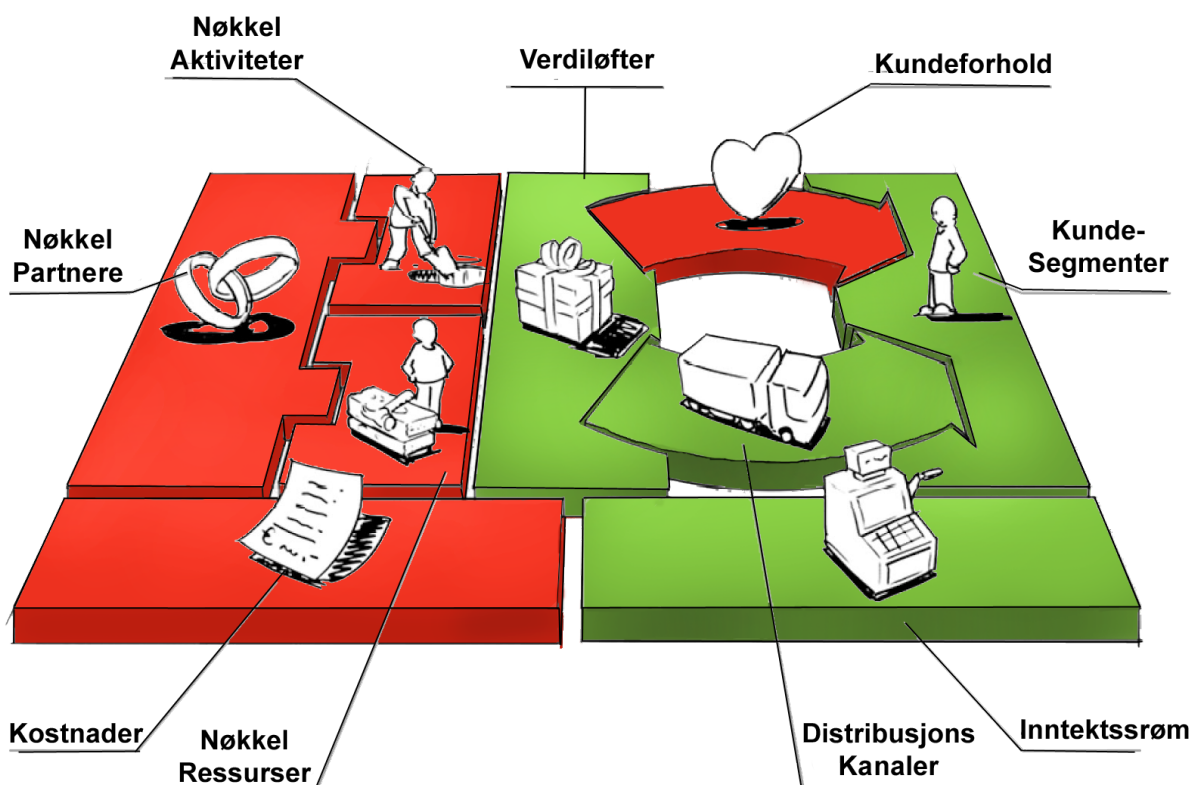 Nøkkel
Aktiviteter
Verdiløfter
Kundeforhold
Nøkkel
Partnere
Kunde-
Segmenter
Kostnader
Nøkkel
Ressurser
Distribusjons
Kanaler
Inntektssrøm